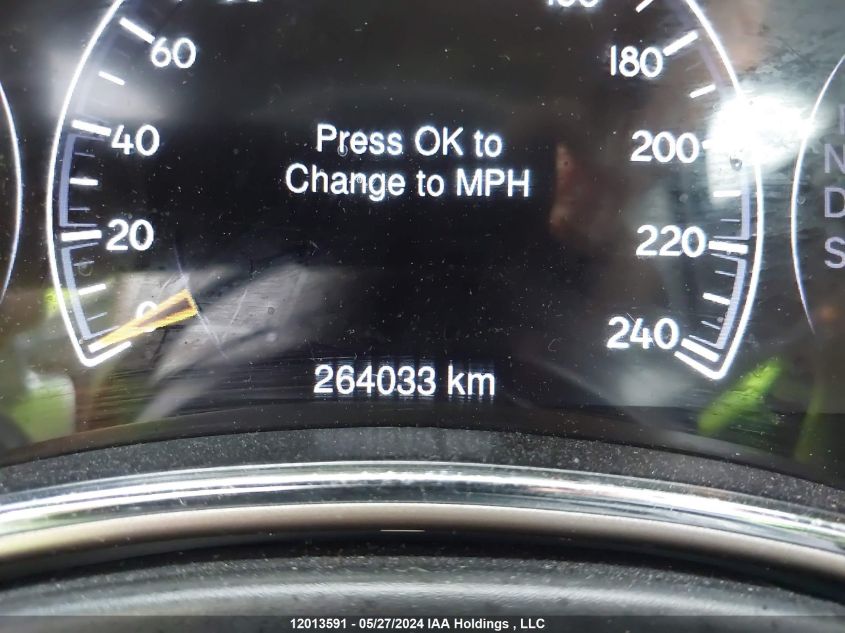 60
180
40
200
Press OK to
Change to MPH
N
D
S
20
220
0
240
264033 km
12013591 - 05/27/2024 IAA Holdings , LLC